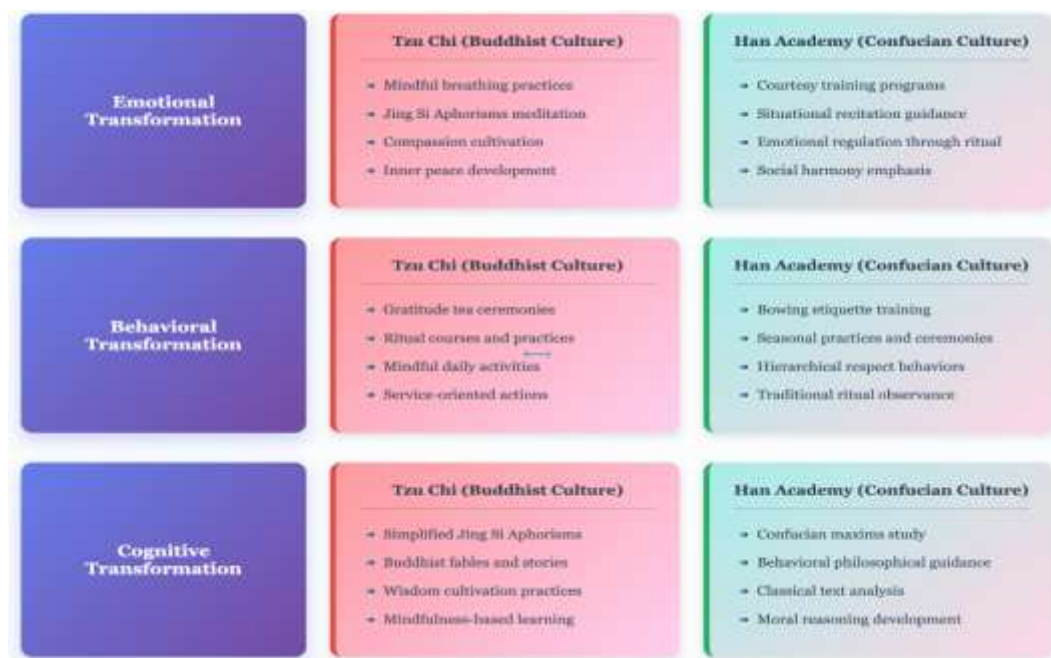 Emotional
Transformation
Tzu Chi (Buddhist Culture)
→ Mindful breathing practices
→ Jing Si Aphorisms meditation
→ Compassion cultivation
→ Inner peace development
Han Academy (Confucian Culture)
→ Courtesy training programs
→ Situational recitation guidance
→ Emotional regulation through ritual
→ Social harmony emphasis
Behavioral
Transformation
Tzu Chi (Buddhist Culture)
→ Gratitude tea ceremonies
→ Ritual courses and practices
→ Mindful daily activities
→ Service-oriented actions
Han Academy (Confucian Culture)
→ Bowing etiquette training
→ Seasonal practices and ceremonies
→ Hierarchical respect behaviors
→ Traditional ritual observance
Cognitive
Transformation
Tzu Chi (Buddhist Culture)
→ Simplified Jing Si Aphorisms
→ Buddhist fables and stories
→ Wisdom cultivation practices
→ Mindfulness-based learning
Han Academy (Confucian Culture)
→ Confucian maxims study
→ Behavioral philosophical guidance
→ Classical text analysis
→ Moral reasoning development